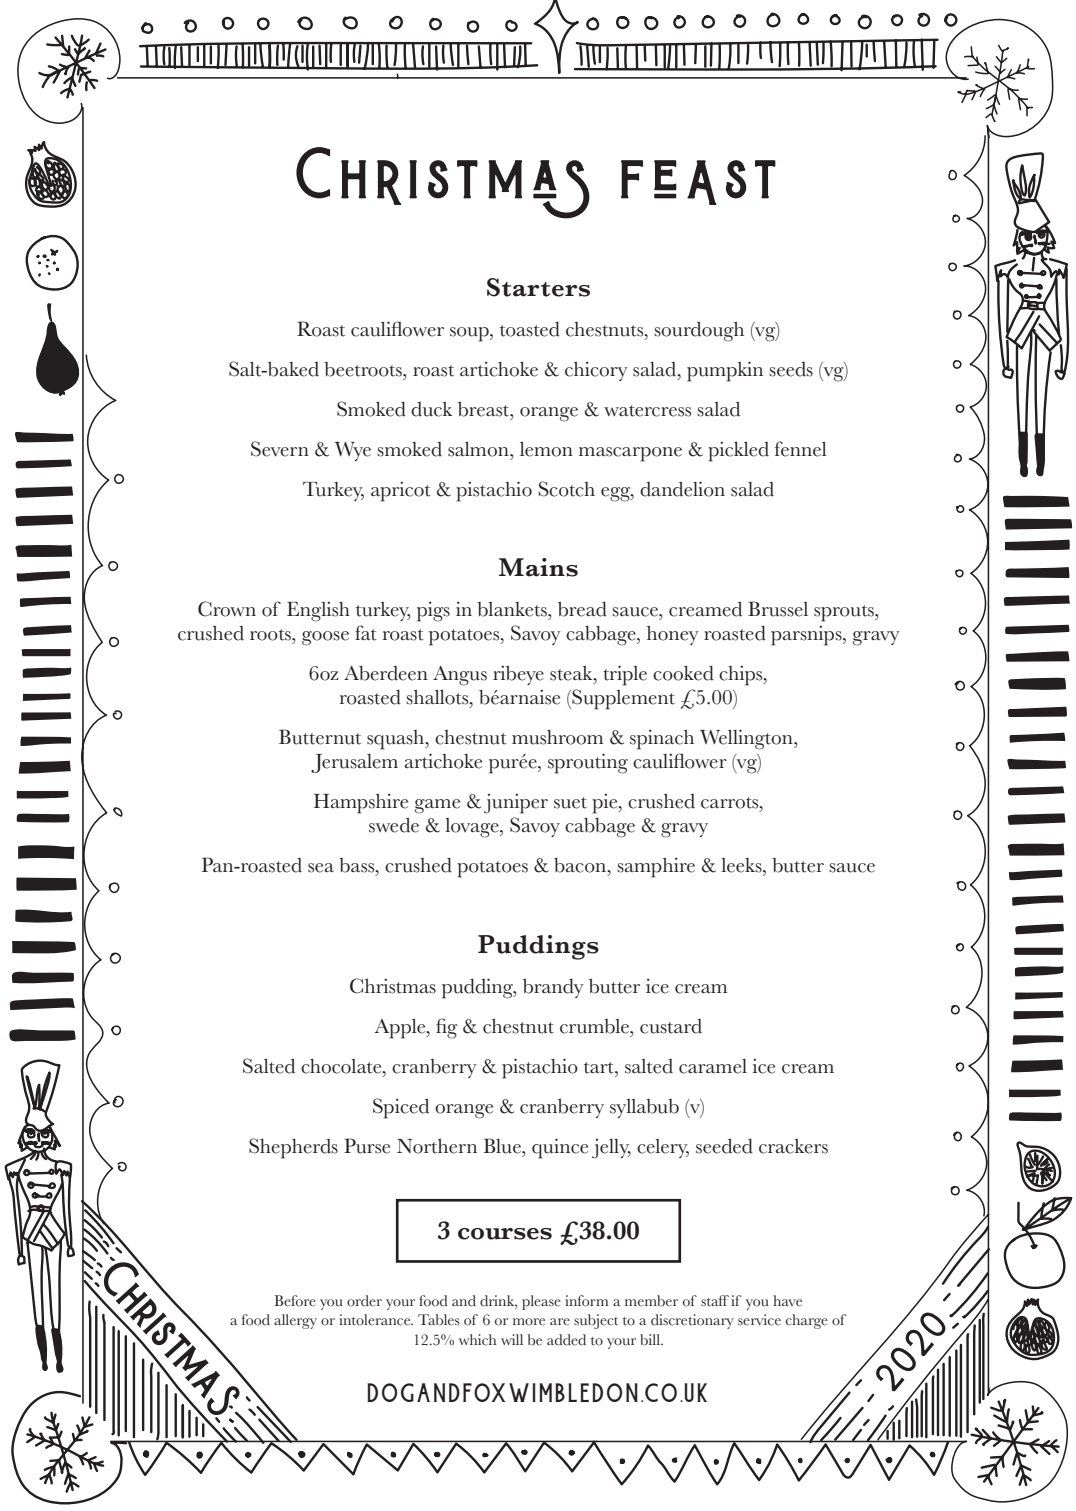 CHRISTMAS FEAST
Starters
Roast cauliflower soup, toasted chestnuts, sourdough (vg)
Salt-baked beetroots, roast artichoke & chicory salad, pumpkin seeds (vg)
Smoked duck breast, orange & watercress salad
Severn & Wye smoked salmon, lemon mascarpone & pickled fennel
Turkey, apricot & pistachio Scotch egg, dandelion salad
Mains
Crown of English turkey, pigs in blankets, bread sauce, creamed Brussel sprouts,
crushed roots, goose fat roast potatoes, Savoy cabbage, honey roasted parsnips, gravy
6oz Aberdeen Angus ribeye steak, triple cooked chips,
roasted shallots, béarnaise (Supplement £5.00)
Butternut squash, chestnut mushroom & spinach Wellington,
Jerusalem artichoke purée, sprouting cauliflower (vg)
Hampshire game & juniper suet pie, crushed carrots,
swede & lovage, Savoy cabbage & gravy
Pan-roasted sea bass, crushed potatoes & bacon, samphire & leeks, butter sauce
Puddings
Christmas pudding, brandy butter ice cream
Apple, fig & chestnut crumble, custard
Salted chocolate, cranberry & pistachio tart, salted caramel ice cream
Spiced orange & cranberry syllabub (v)
Shepherds Purse Northern Blue, quince jelly, celery, seeded crackers
3 courses £38.00
Before you order your food and drink, please inform a member of staff if you have
a food allergy or intolerance. Tables of 6 or more are subject to a discretionary service charge of
12.5% which will be added to your bill.
CHRISTMAS
2020
DOGANDFOXWIMBLEDON.CO.UK